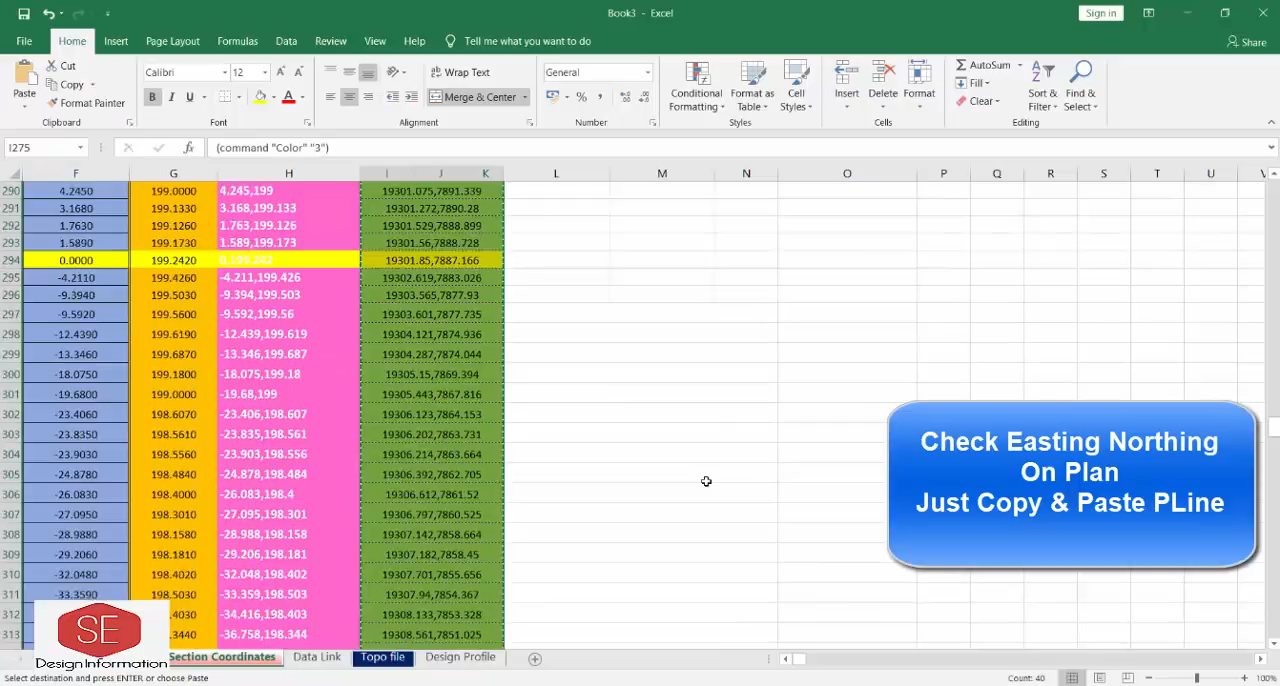 Book3 - Excel
Sign in
File Home Insert Page Layout Formulas Data Review View Help Tell me what you want to do Share
Paste
Cut
Copy
Format Painter
Clipboard
Calibri 12
B I U
Font
Wrap Text
Merge & Center
Alignment
General
Number
Conditional Formatting
Format as Table
Cell Styles
Styles
Insert Delete Format
Cells
AutoSum
Fill
Clear
Sort & Filter
Find & Select
Editing
I275 fx (command "Color" "3")
F G H I J K L M N O P Q R S T U
290 4.2450 199.0000 4.245,199 19301.075,7891.339
291 3.1680 199.1330 3.168,199.133 19301.272,7890.28
292 1.7630 199.1260 1.763,199.126 19301.529,7888.899
293 1.5890 199.1730 1.589,199.173 19301.56,7888.728
294 0.0000 199.2420 0,199.242 19301.85,7887.166
295 -4.2110 199.4260 -4.211,199.426 19302.619,7883.026
296 -9.3940 199.5030 -9.394,199.503 19303.565,7877.93
297 -9.5920 199.5600 -9.592,199.56 19303.601,7877.735
298 -12.4390 199.6190 -12.439,199.619 19304.121,7874.936
299 -13.3460 199.6870 -13.346,199.687 19304.287,7874.044
300 -18.0750 199.1800 -18.075,199.18 19305.15,7869.394
301 -19.6800 199.0000 -19.68,199 19305.443,7867.816
302 -23.4060 198.6070 -23.406,198.607 19306.123,7864.153
303 -23.8350 198.5610 -23.835,198.561 19306.202,7863.731
304 -23.9030 198.5560 -23.903,198.556 19306.214,7863.664
305 -24.8780 198.4840 -24.878,198.484 19306.392,7862.705
306 -26.0830 198.4000 -26.083,198.4 19306.612,7861.52
307 -27.0950 198.3010 -27.095,198.301 19306.797,7860.525
308 -28.9880 198.1580 -28.988,198.158 19307.142,7858.664
309 -29.2060 198.1810 -29.206,198.181 19307.182,7858.45
310 -32.0480 198.4020 -32.048,198.402 19307.701,7855.656
311 -33.3590 198.5030 -33.359,198.503 19307.94,7854.367
312 .4030 -34.416,198.403 19308.133,7853.328
313 .3440 -36.758,198.344 19308.561,7851.025
Check Easting Northing
On Plan
Just Copy & Paste PLine
SE
Design Information
Section Coordinates Data Link Topo file Design Profile
Select destination and press ENTER or choose Paste
Count: 40
100%